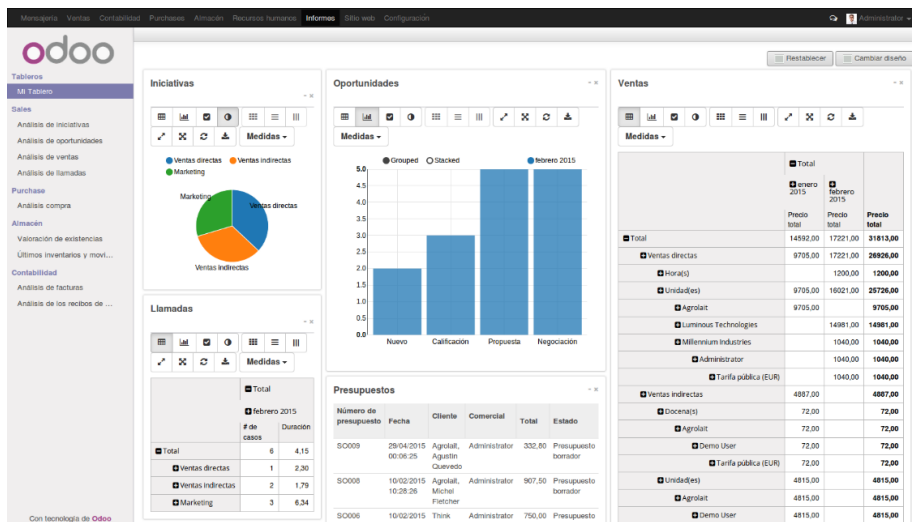 Mensajería Ventas Contabilidad Purchases Almacén Recursos humanos Informes Sitio web Configuración Administrator
odoo
Tableros
Mi Tablero
Sales
Análisis de iniciativas
Análisis de oportunidades
Análisis de ventas
Análisis de llamadas
Purchase
Análisis compra
Almacén
Valoración de existencias
Últimos inventarios y movi...
Contabilidad
Análisis de facturas
Análisis de los recibos de ...
Con tecnología de Odoo
Restablecer Cambiar diseño
Iniciativas
Medidas
Ventas directas Ventas indirectas
Marketing
Marketing
Ventas directas
Ventas indirectas
Llamadas
Medidas
Total
febrero 2015
# de casos Duración
Total 6 4,15
Ventas directas 1 2,30
Ventas indirectas 2 1,79
Marketing 3 6,34
Oportunidades
Medidas
Grouped Stacked febrero 2015
5.0
4.5
4.0
3.5
3.0
2.5
2.0
1.5
1.0
0.5
0.0
Nuevo Calificación Propuesta Negociación
Presupuestos
Número de presupuesto Fecha Cliente Comercial Total Estado
SO009 29/04/2015 00:06:25 Agrolait, Agustin Quevedo Administrator 332,80 Presupuesto borrador
SO008 10/02/2015 10:28:26 Agrolait, Michel Fletcher Administrator 907,50 Presupuesto borrador
SO006 10/02/2015 Think Administrator 750,00 Presupuesto
Ventas
Medidas
Total
enero 2015 febrero 2015
Precio total Precio total Precio total
Total 14592,00 17221,00 31813,00
Ventas directas 9705,00 17221,00 26926,00
Hora(s) 1200,00 1200,00
Unidad(es) 9705,00 16021,00 25726,00
Agrolait 9705,00 9705,00
Luminous Technologies 14981,00 14981,00
Millennium Industries 1040,00 1040,00
Administrator 1040,00 1040,00
Tarifa pública (EUR) 1040,00 1040,00
Ventas indirectas 4887,00 4887,00
Docena(s) 72,00 72,00
Agrolait 72,00 72,00
Demo User 72,00 72,00
Tarifa pública (EUR) 72,00 72,00
Unidad(es) 4815,00 4815,00
Agrolait 4815,00 4815,00
Demo User 4815,00 4815,00